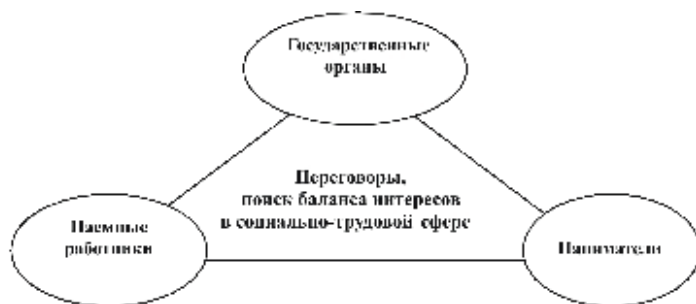 Государственные
органы
Переговоры,
поиск баланса интересов
в социально-трудовой сфере
Наемные
работники
Наниматели